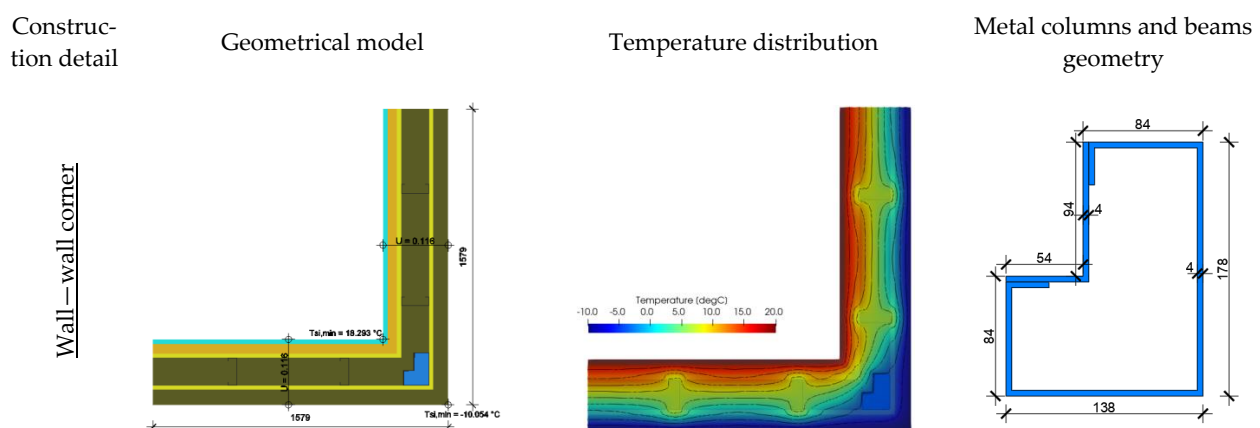 Construc-
tion detail
Geometrical model
Temperature distribution
Metal columns and beams
geometry
Wall—wall corner
U = 0.116
1579
Tsi,min = 18.293 °C
U = 0.116
1579
Tsi,min = -10.054 °C
Temperature (degC)
-10.0 -5.0 0.0 5.0 10.0 15.0 20.0
84
94
4
54
4
178
84
138